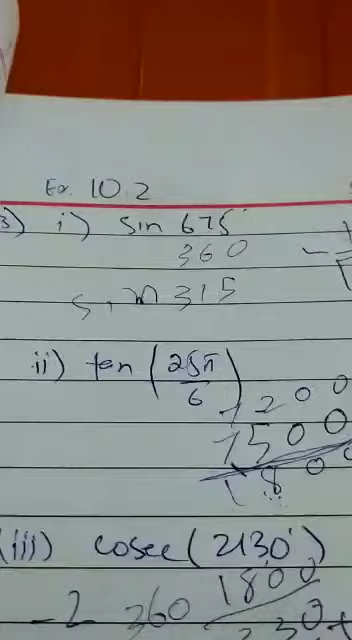 Ex. 10.2
3) i) sin 675°
360
sin 315
ii) tan (25π/6)
1200
1500
1800
(iii) cosec (2130°)
1800
-2 360